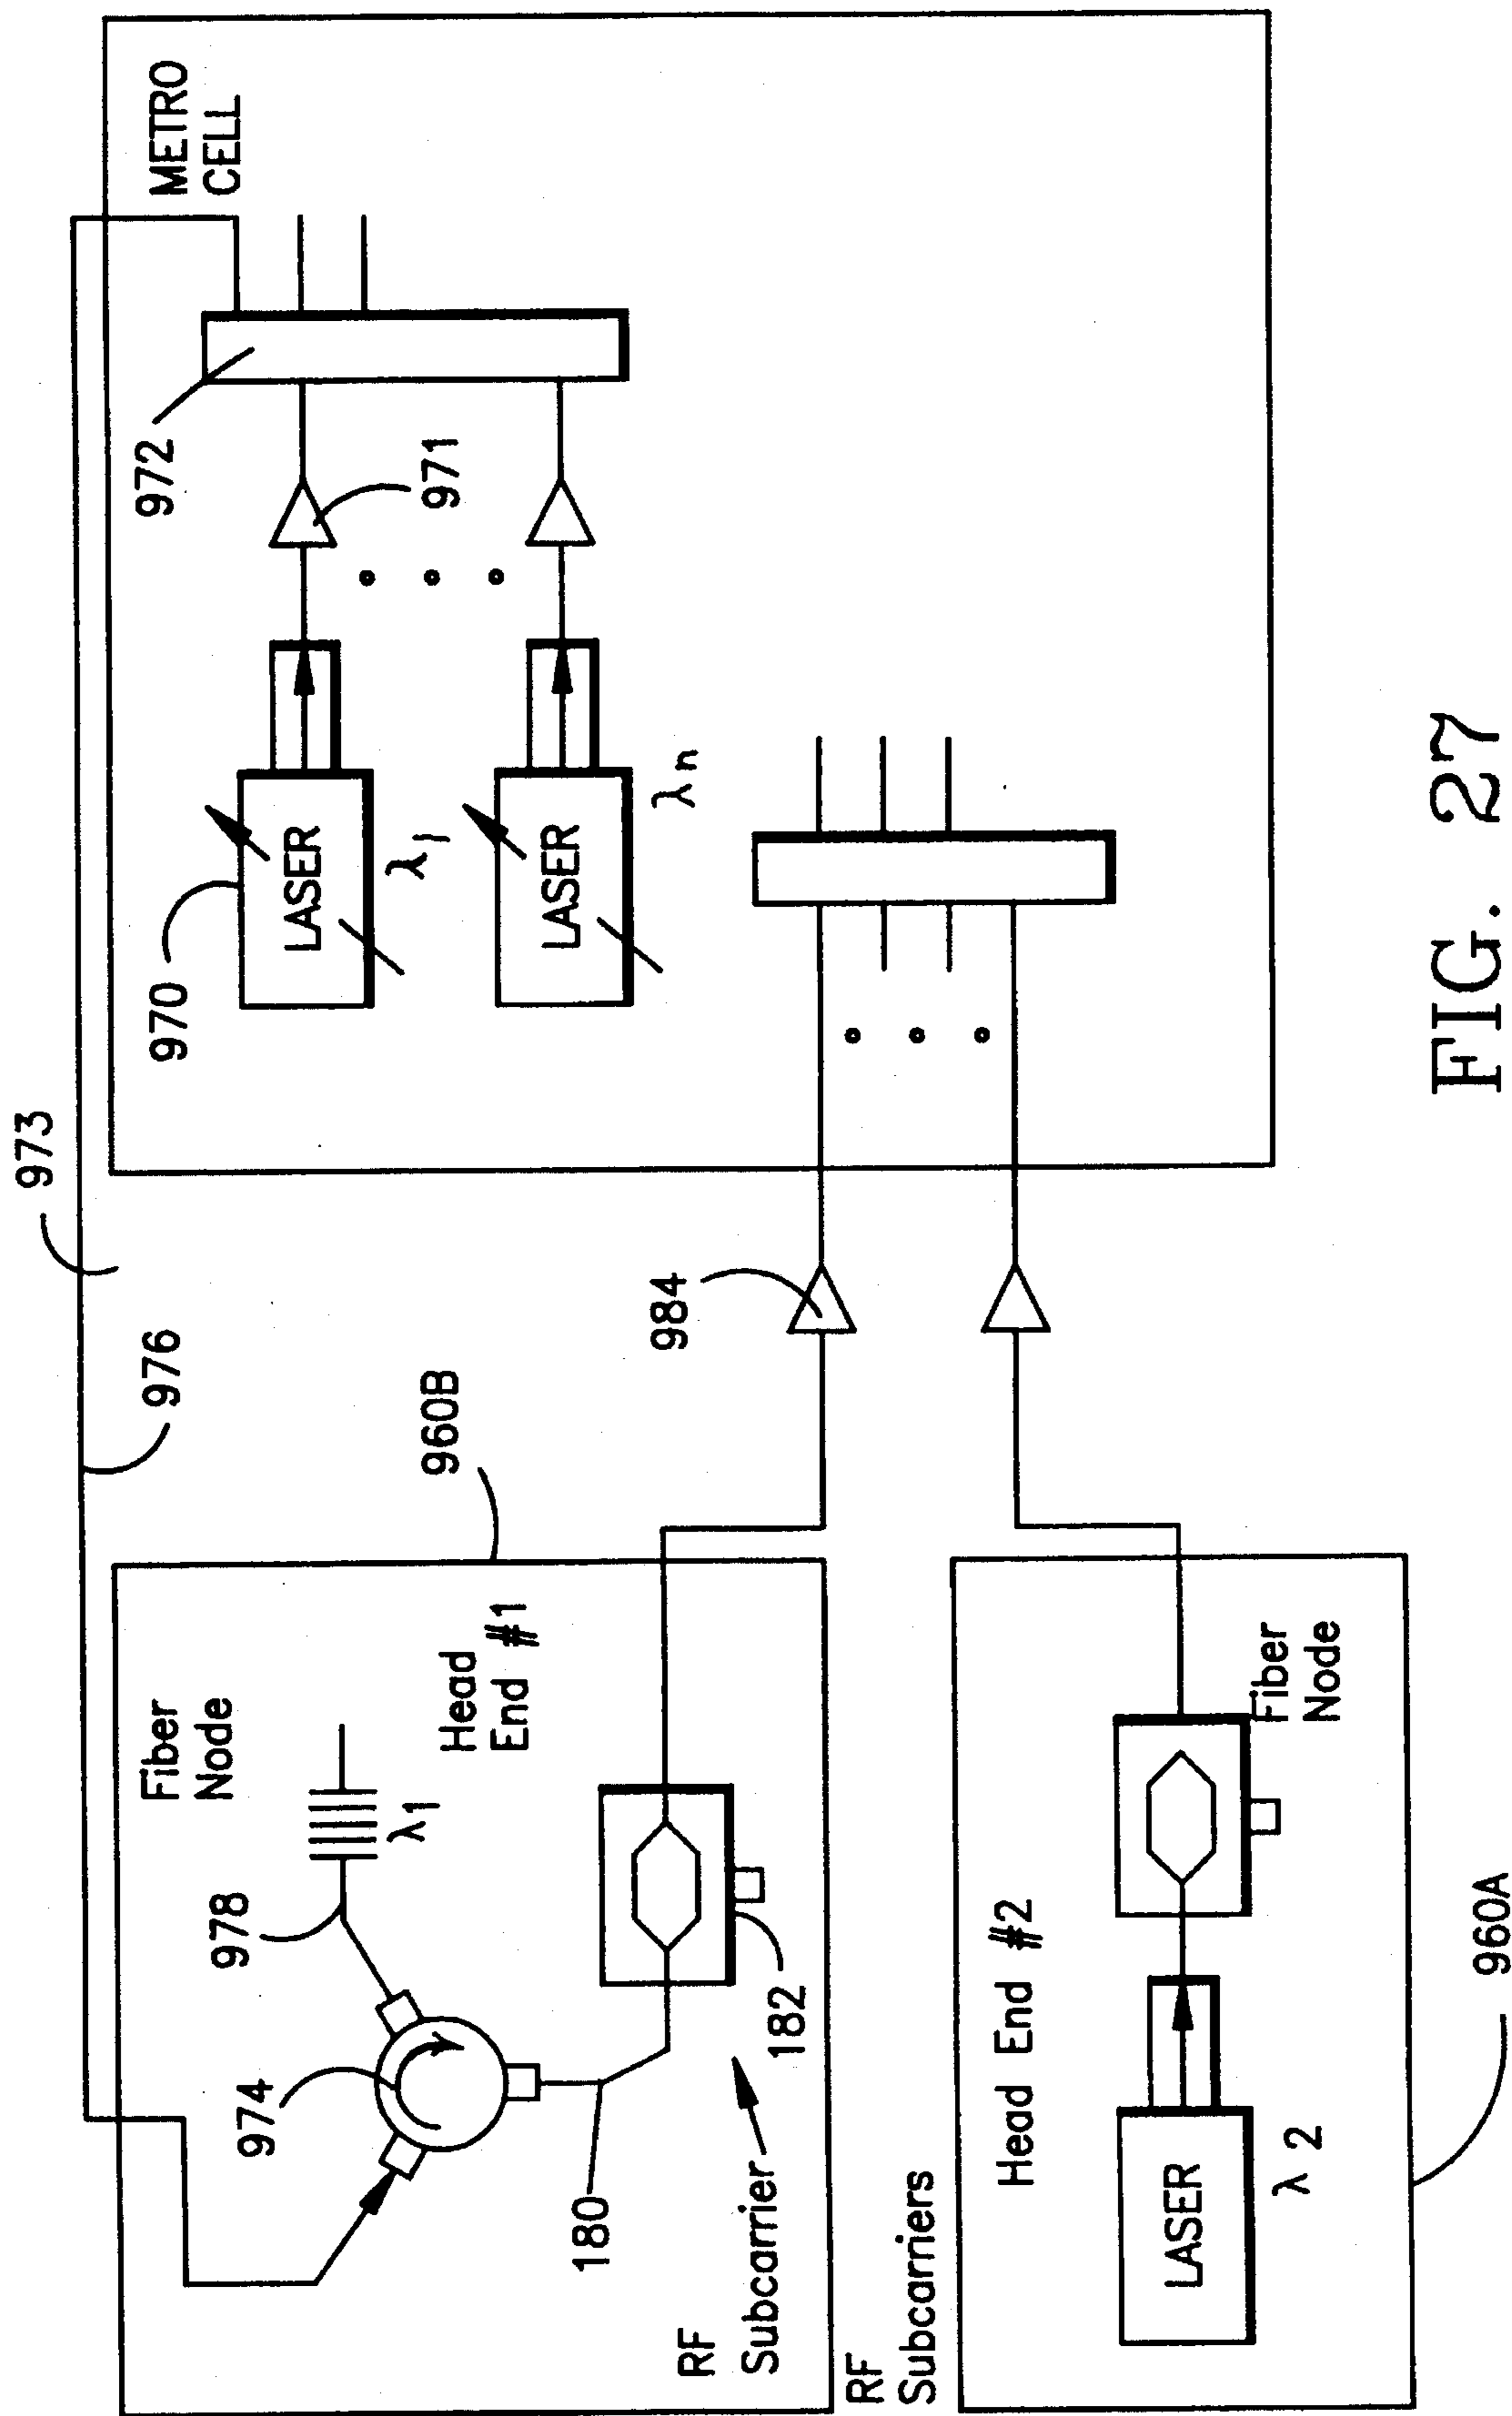 973
976
960B
METRO
CELL
972
971
970
LASER
λj
LASER
λn
984
Fiber
Node
978
λ1
Head
End #1
974
180
182
RF
Subcarrier
RF
Subcarriers
Head End #2
Fiber
Node
LASER
λ2
960A
FIG. 27